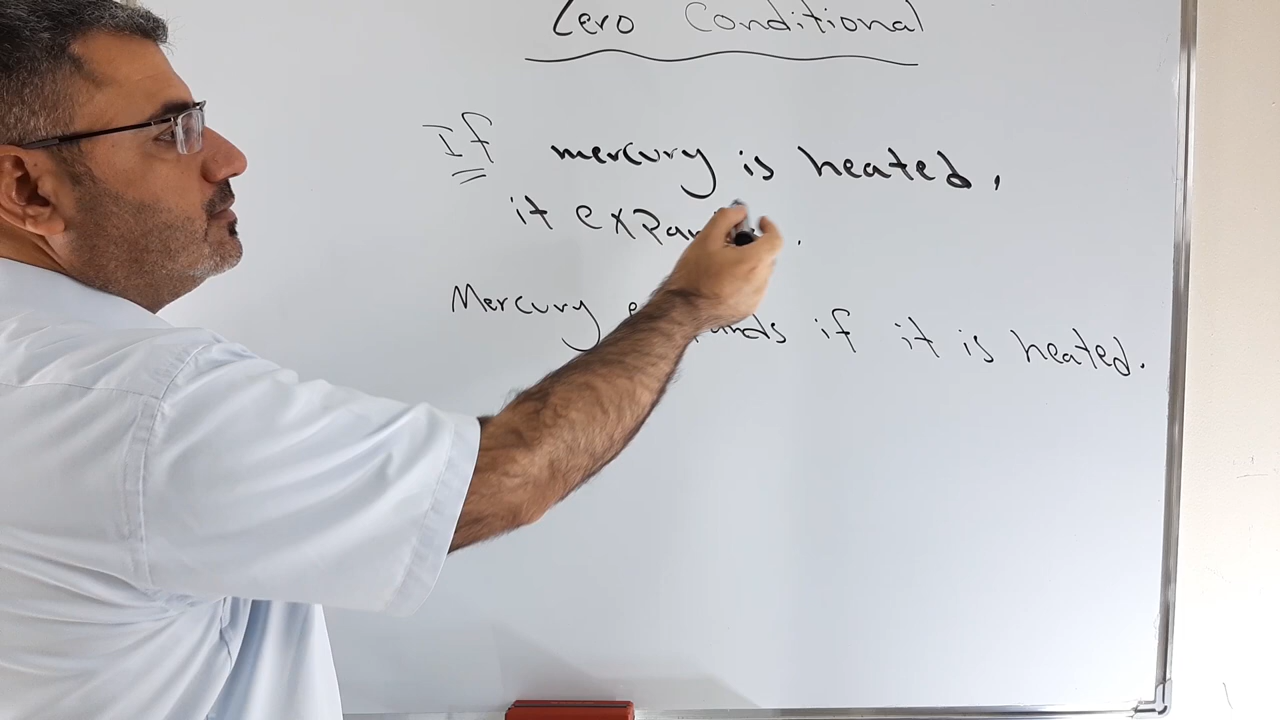 Zero Conditional
If mercury is heated,
it expands.
Mercury expands if it is heated.